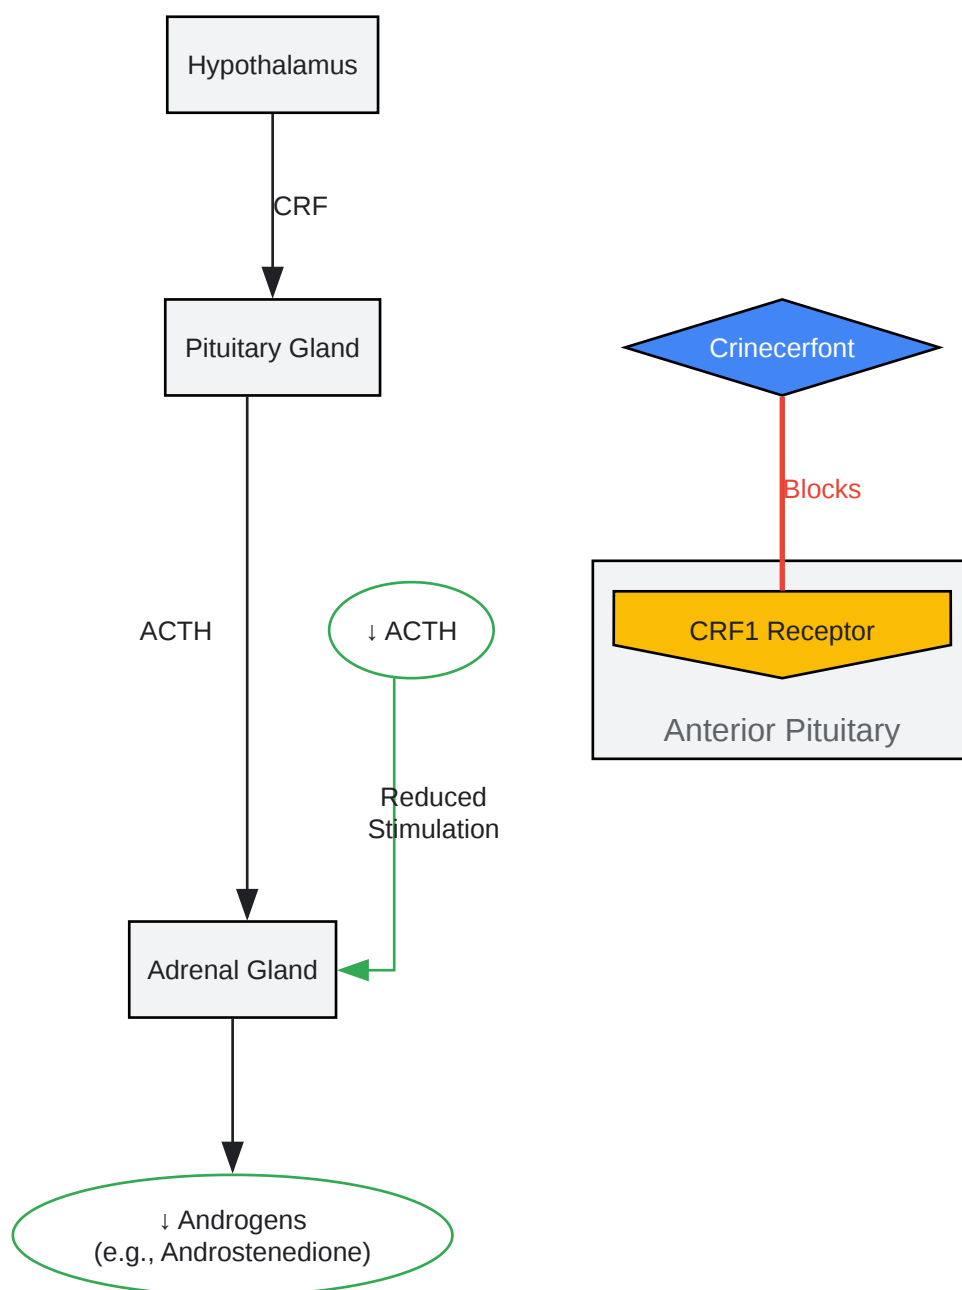 Hypothalamus
CRF
Pituitary Gland
Crinecerfont
Blocks
ACTH
↓ ACTH
CRF1 Receptor
Anterior Pituitary
Reduced
Stimulation
Adrenal Gland
↓ Androgens
(e.g., Androstenedione)